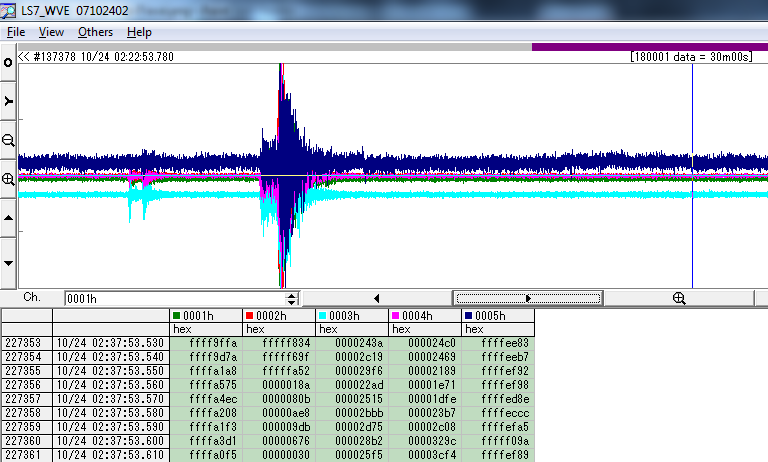 LS7_WVE 07102402
File View Others Help
<< #137378 10/24 02:22:53.780 [180001 data = 30m00s]
Ch. 0001h
0001h 0002h 0003h 0004h 0005h
hex hex hex hex hex
227353 10/24 02:37:53.530 ffff9ffa fffff834 0000243a 000024c0 ffffee83
227354 10/24 02:37:53.540 ffff9d7a fffff69f 00002c19 00002469 ffffeeb7
227355 10/24 02:37:53.550 ffffa1a8 fffffa52 000029f6 00002189 ffffef92
227356 10/24 02:37:53.560 ffffa575 0000018a 000022ad 00001e71 ffffef98
227357 10/24 02:37:53.570 ffffa4ec 0000080b 00002515 00001dfe ffffed8e
227358 10/24 02:37:53.580 ffffa208 00000ae8 00002bbb 000023b7 ffffeccc
227359 10/24 02:37:53.590 ffffa1f3 000009db 00002d75 00002c08 ffffefa5
227360 10/24 02:37:53.600 ffffa3d1 00000676 000028b2 0000329c fffff09a
227361 10/24 02:37:53.610 ffffa0f5 00000030 000025f5 00003cf4 ffffef89